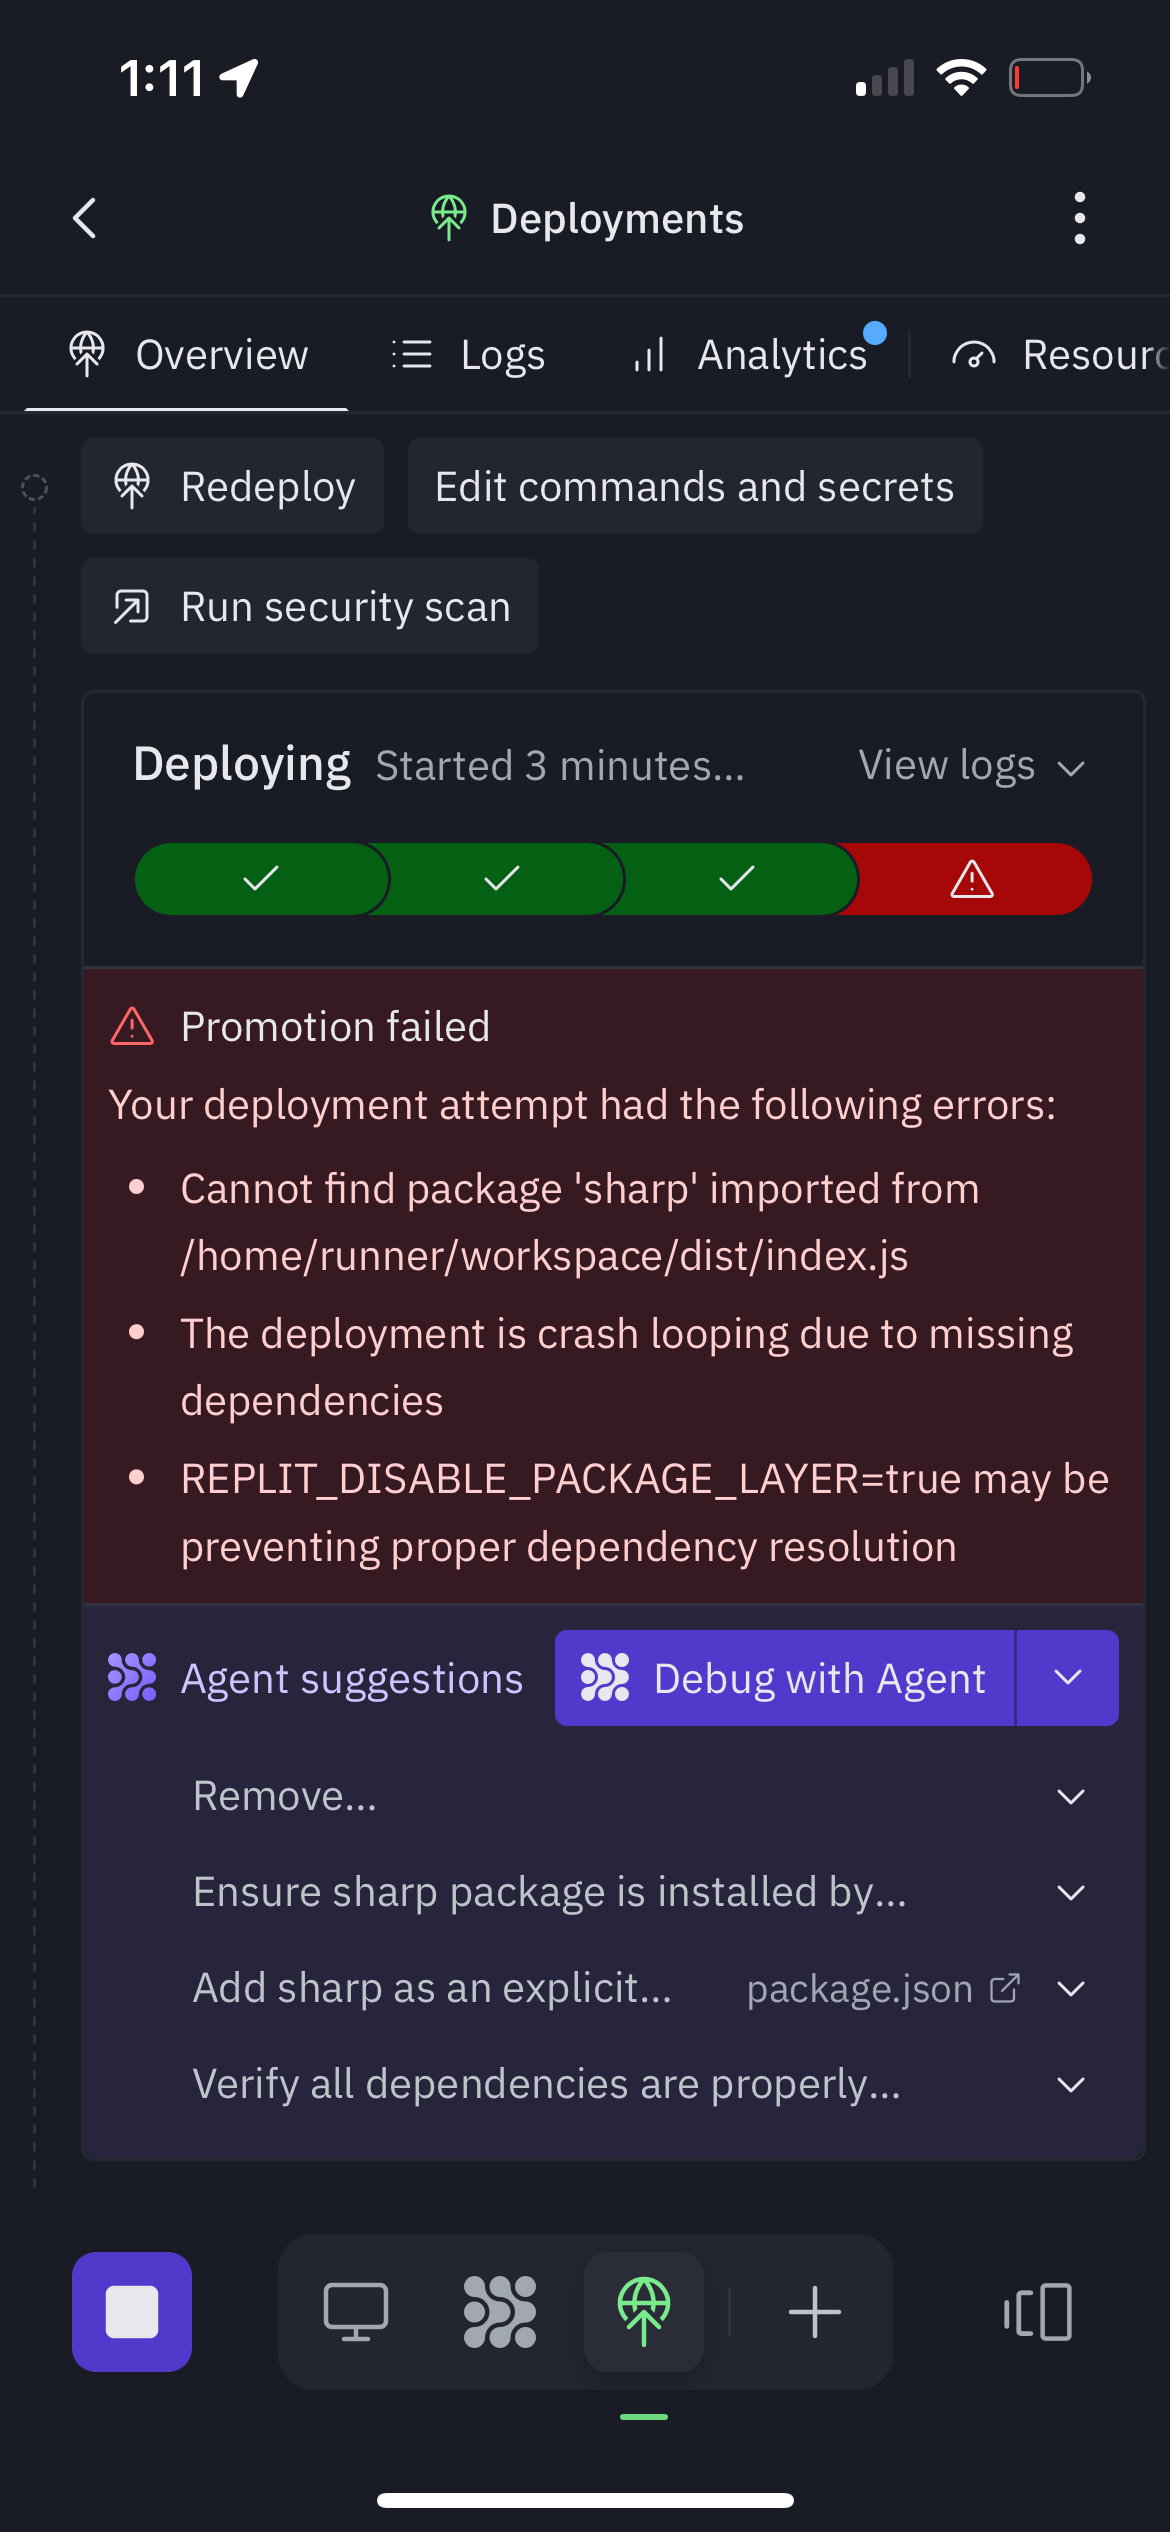 1:11
Deployments
Overview
Logs
Analytics
Resourc
Redeploy
Edit commands and secrets
Run security scan
Deploying
Started 3 minutes...
View logs
Promotion failed
Your deployment attempt had the following errors:
• Cannot find package 'sharp' imported from
/home/runner/workspace/dist/index.js
• The deployment is crash looping due to missing
dependencies
• REPLIT_DISABLE_PACKAGE_LAYER=true may be
preventing proper dependency resolution
Agent suggestions
Debug with Agent
Remove...
Ensure sharp package is installed by...
Add sharp as an explicit...
package.json
Verify all dependencies are properly...